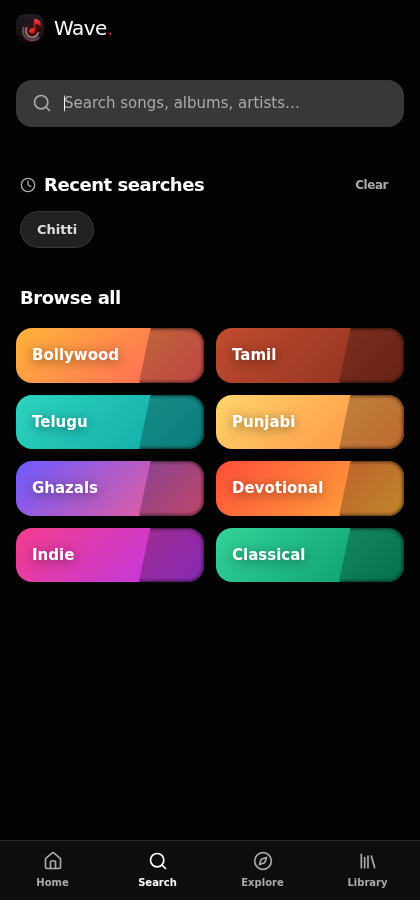 Wave.
Search songs, albums, artists...
Recent searches
Clear
Chitti
Browse all
Bollywood
Tamil
Telugu
Punjabi
Ghazals
Devotional
Indie
Classical
Home
Search
Explore
Library